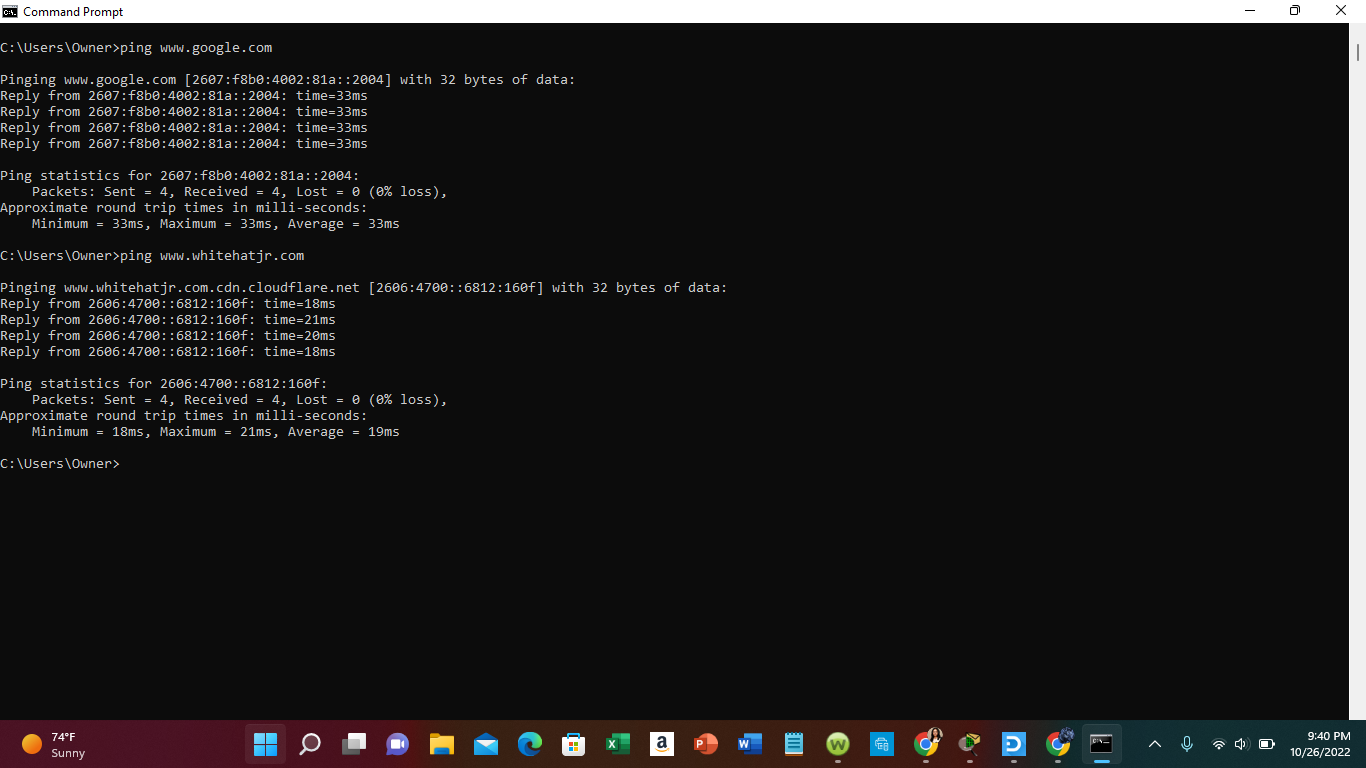 Command Prompt
C:\Users\Owner>ping www.google.com
Pinging www.google.com [2607:f8b0:4002:81a::2004] with 32 bytes of data:
Reply from 2607:f8b0:4002:81a::2004: time=33ms
Reply from 2607:f8b0:4002:81a::2004: time=33ms
Reply from 2607:f8b0:4002:81a::2004: time=33ms
Reply from 2607:f8b0:4002:81a::2004: time=33ms
Ping statistics for 2607:f8b0:4002:81a::2004:
    Packets: Sent = 4, Received = 4, Lost = 0 (0% loss),
Approximate round trip times in milli-seconds:
    Minimum = 33ms, Maximum = 33ms, Average = 33ms
C:\Users\Owner>ping www.whitehatjr.com
Pinging www.whitehatjr.com.cdn.cloudflare.net [2606:4700::6812:160f] with 32 bytes of data:
Reply from 2606:4700::6812:160f: time=18ms
Reply from 2606:4700::6812:160f: time=21ms
Reply from 2606:4700::6812:160f: time=20ms
Reply from 2606:4700::6812:160f: time=18ms
Ping statistics for 2606:4700::6812:160f:
    Packets: Sent = 4, Received = 4, Lost = 0 (0% loss),
Approximate round trip times in milli-seconds:
    Minimum = 18ms, Maximum = 21ms, Average = 19ms
C:\Users\Owner>
74°F
Sunny
9:40 PM
10/26/2022